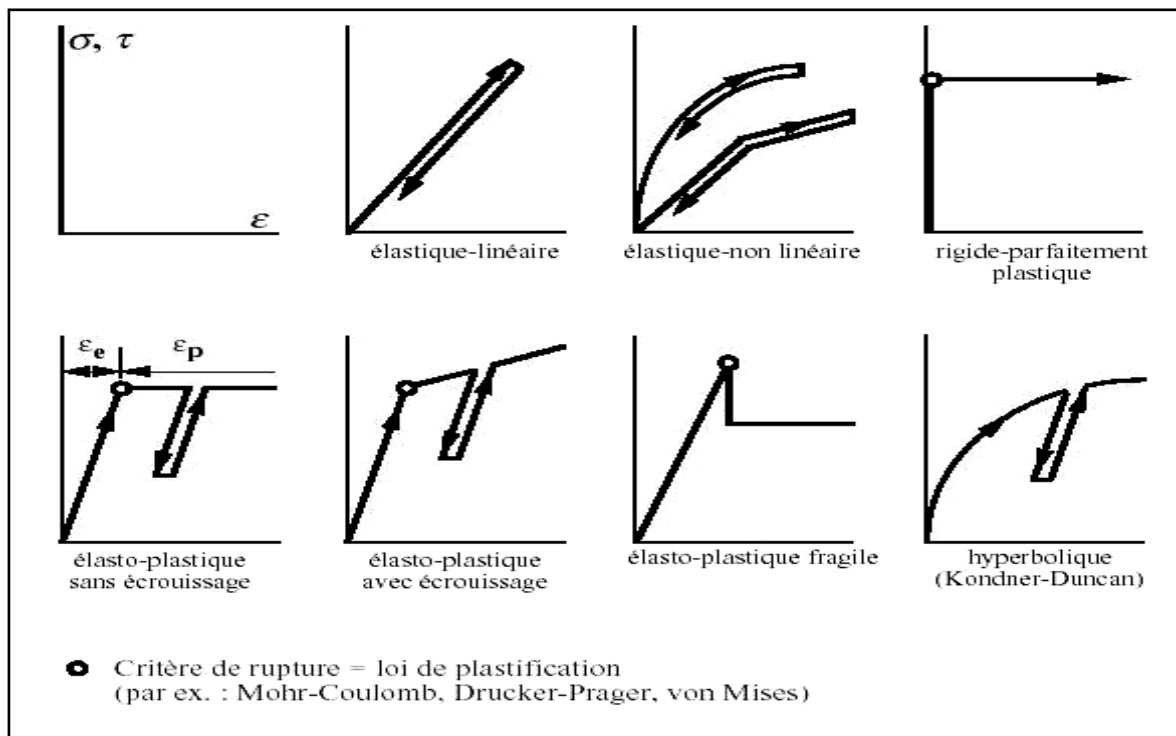 σ, τ
ε
élastique-linéaire
élastique-non linéaire
rigide-parfaitement
plastique
εe
εp
élasto-plastique
sans écrouissage
élasto-plastique
avec écrouissage
élasto-plastique fragile
hyperbolique
(Kondner-Duncan)
Critère de rupture = loi de plastification
(par ex. : Mohr-Coulomb, Drucker-Prager, von Mises)